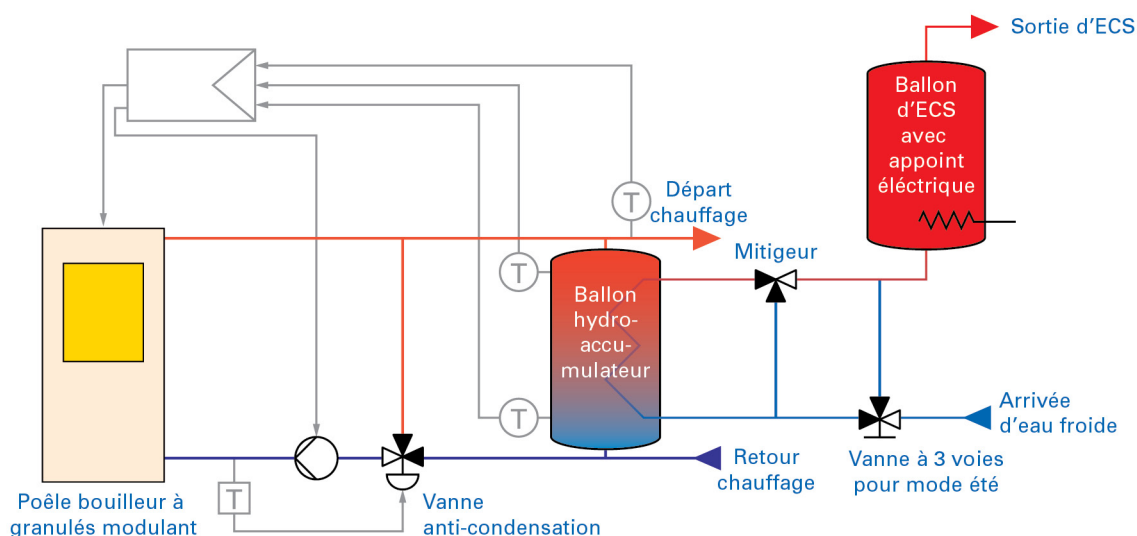 Sortie d'ECS
Ballon
d'ECS
avec
appoint
éléctrique
T
Départ
chauffage
Mitigeur
T
Ballon
hydro-
accu-
mulateur
T
Arrivée
d'eau froide
Retour
chauffage
Vanne à 3 voies
pour mode été
T
Vanne
anti-condensation
Poêle bouilleur à
granulés modulant